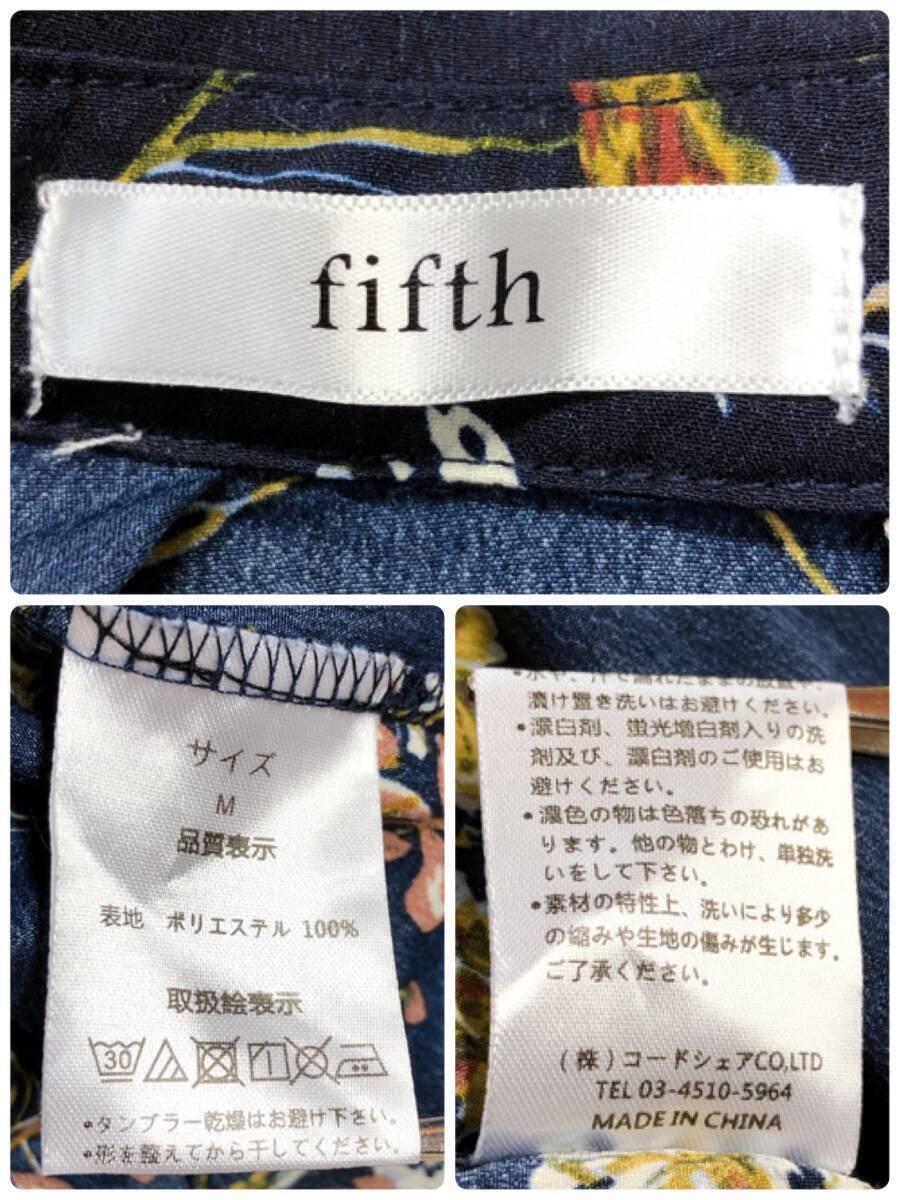 fifth
サイズ
M
品質表示
表地 ポリエステル 100%
取扱絵表示
30
•タンブラー乾燥はお避け下さい。
•形を整えてから干してください。
•水や、汗で濡れたままの放置や、
漬け置き洗いはお避けください。
•漂白剤、蛍光増白剤入りの洗
剤及び、漂白剤のご使用はお
避けください。
•濃色の物は色落ちの恐れがあ
ります。他の物とわけ、単独洗
いをして下さい。
•素材の特性上、洗いにより多少
の縮みや生地の傷みが生じます。
ご了承ください。
(株)コードシェアCO,LTD
TEL 03-4510-5964
MADE IN CHINA